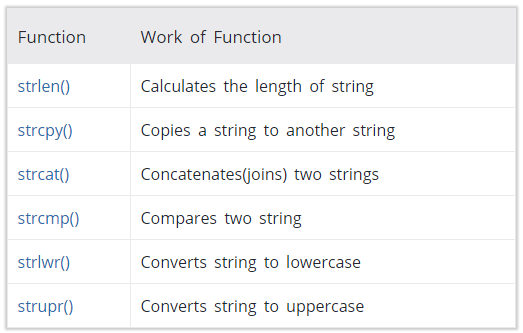 Function Work of Function
strlen() Calculates the length of string
strcpy() Copies a string to another string
strcat() Concatenates(joins) two strings
strcmp() Compares two string
strlwr() Converts string to lowercase
strupr() Converts string to uppercase